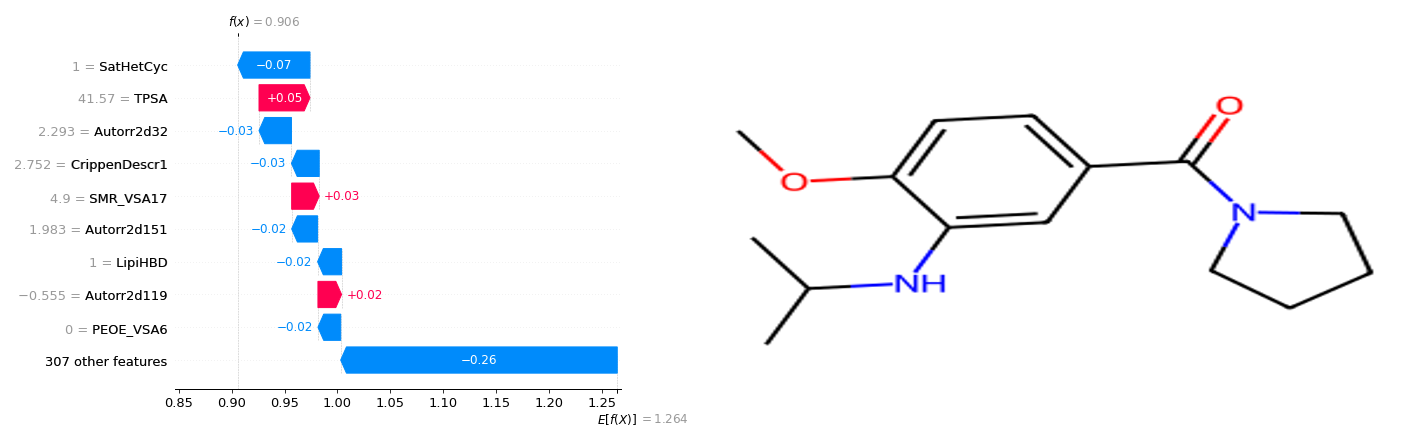 f(x) = 0.906
1 = SatHetCyc −0.07
41.57 = TPSA +0.05
2.293 = Autorr2d32 −0.03
2.752 = CrippenDescr1 −0.03
4.9 = SMR_VSA17 +0.03
1.983 = Autorr2d151 −0.02
1 = LipiHBD −0.02
−0.555 = Autorr2d119 +0.02
0 = PEOE_VSA6 −0.02
307 other features −0.26
0.85 0.90 0.95 1.00 1.05 1.10 1.15 1.20 1.25
E[f(X)] = 1.264
O
O
N
NH